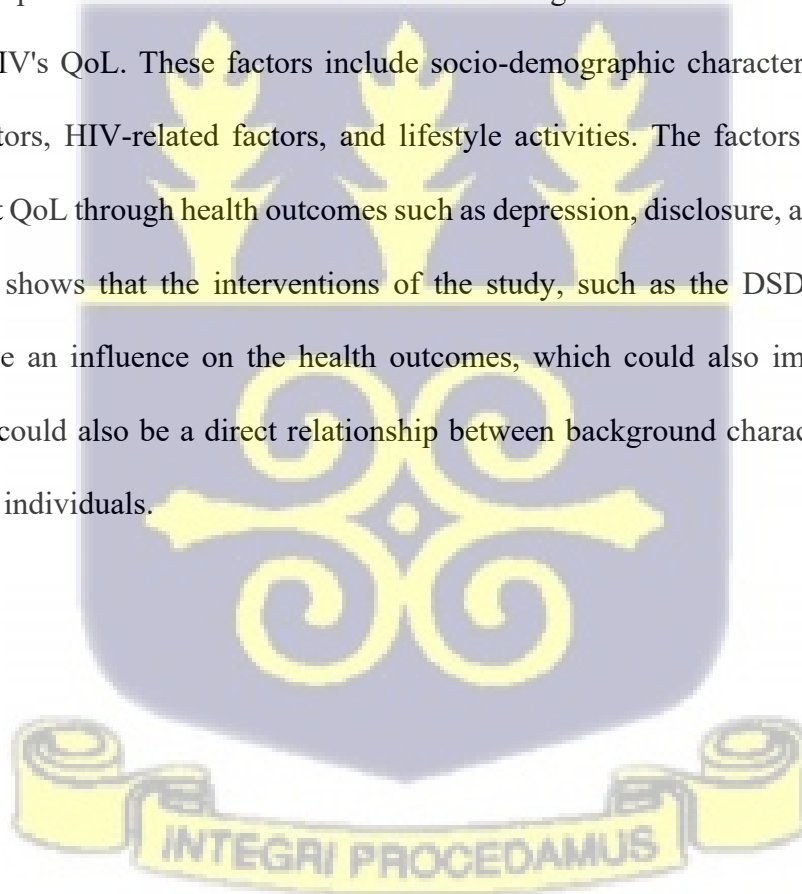 IV's QoL. These factors include socio-demographic character
tors, HIV-related factors, and lifestyle activities. The factors
t QoL through health outcomes such as depression, disclosure, a
shows that the interventions of the study, such as the DSD
e an influence on the health outcomes, which could also im
could also be a direct relationship between background charac
individuals.
INTEGRI PROCEDAMUS